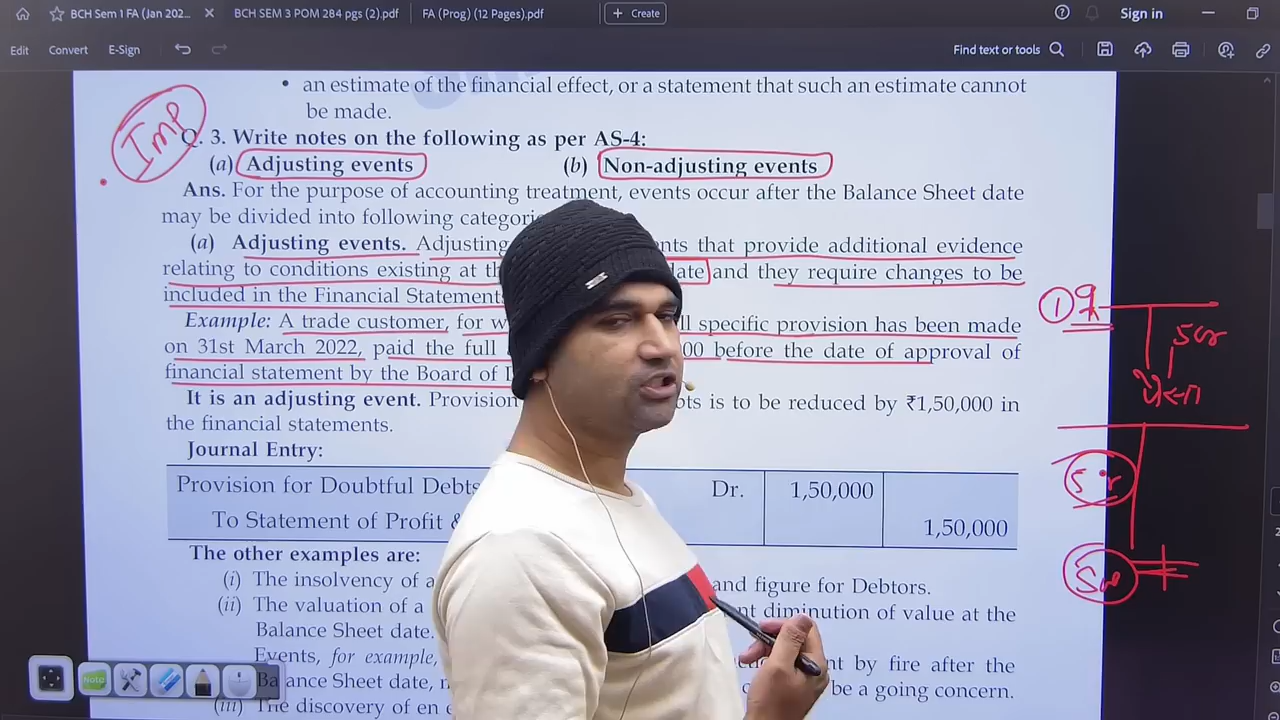 BCH SEM 1 FA (Jan 202... × BCH SEM 3 POM 284 pgs (2).pdf FA (Prog) (12 Pages).pdf + Create Sign in
Edit Convert E-Sign Find text or tools
• an estimate of the financial effect, or a statement that such an estimate cannot
be made.
Imp
Q. 3. Write notes on the following as per AS-4:
(a) Adjusting events (b) Non-adjusting events
Ans. For the purpose of accounting treatment, events occur after the Balance Sheet date
may be divided into following categori
(a) Adjusting events. Adjusting nts that provide additional evidence
relating to conditions existing at th late and they require changes to be
included in the Financial Statements
Example: A trade customer, for w ll specific provision has been made
on 31st March 2022, paid the full 00 before the date of approval of
financial statement by the Board of
It is an adjusting event. Provision bts is to be reduced by ₹1,50,000 in
the financial statements.
Journal Entry:
Provision for Doubtful Debts Dr. 1,50,000
To Statement of Profit & 1,50,000
The other examples are:
(i) The insolvency of a and figure for Debtors.
(ii) The valuation of a nt diminution of value at the
Balance Sheet date.
Events, for example, nt by fire after the
Balance Sheet date, be a going concern.
(iii) The discovery of
1
5 cr
5 cr
Note